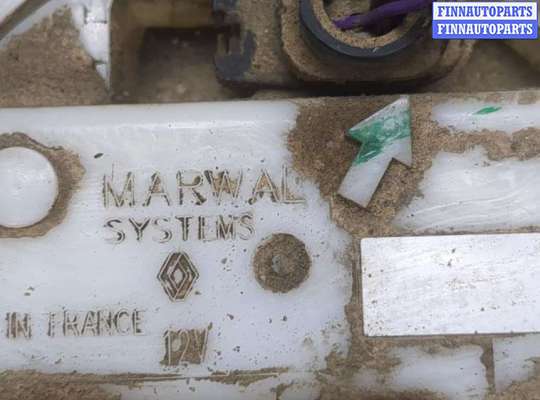 FINNAUTOPARTS
FINNAUTOPARTS
MARWAL
SYSTEMS
IN FRANCE
12V